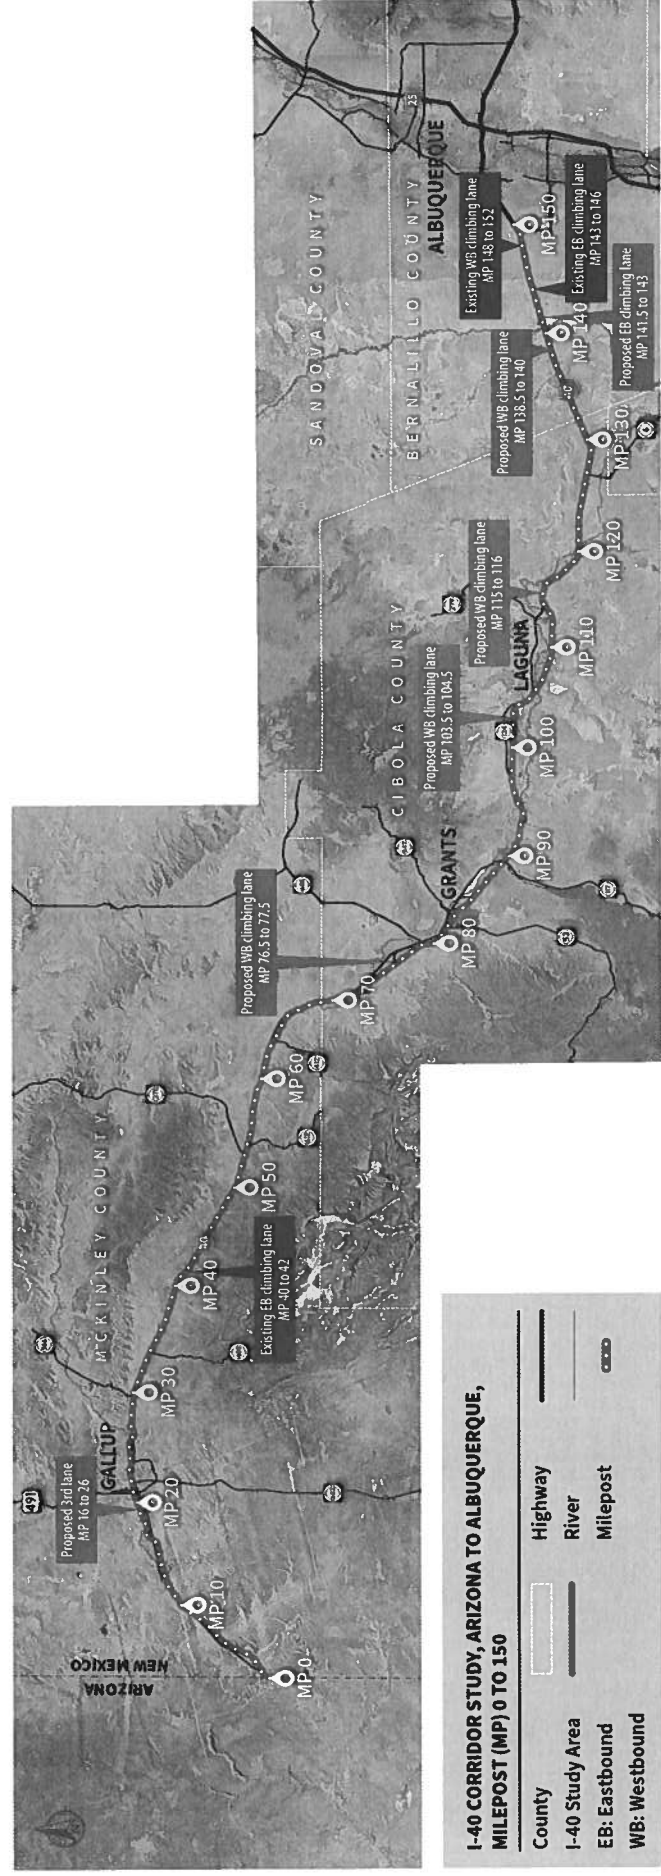 ARIZONA
NEW MEXICO
MP 0
MP 10
Proposed 3rd lane
MP 16 to 26
491
GALLUP
MP 20
MP 30
MCKINLEY COUNTY
MP 40
40
Existing EB climbing lane
MP 40 to 42
MP 50
MP 60
Proposed WB climbing lane
MP 76.5 to 77.5
MP 70
MP 80
GRANTS
MP 90
CIBOLA COUNTY
Proposed WB climbing lane
MP 103.5 to 104.5
MP 100
LAGUNA
MP 110
Proposed WB climbing lane
MP 115 to 116
MP 120
MP 130
SANDOVAL COUNTY
BERNALILLO COUNTY
Proposed WB climbing lane
MP 138.5 to 140
MP 140
Proposed EB climbing lane
MP 141.5 to 143
Existing EB climbing lane
MP 143 to 146
Existing WB climbing lane
MP 148 to 152
MP 150
ALBUQUERQUE
25
I-40 CORRIDOR STUDY, ARIZONA TO ALBUQUERQUE,
MILEPOST (MP) 0 TO 150
County
Highway
I-40 Study Area
River
EB: Eastbound
Milepost
WB: Westbound